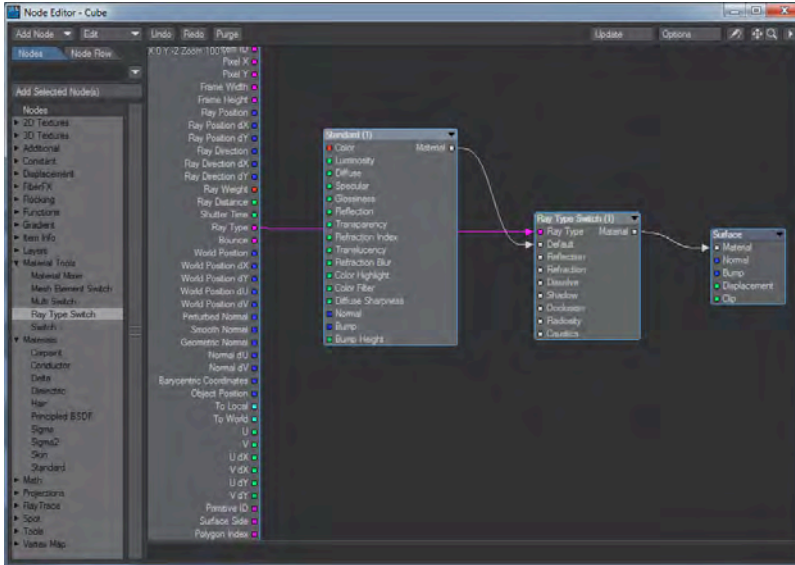 Node Editor - Cube
Add Node Edit Undo Redo Purge Update Options
Nodes Node Flow
X:0 Y:-2 Zoom:100%
Add Selected Node(s)
Nodes
2D Textures
3D Textures
Additional
Constant
Displacement
FiberFX
Flocking
Functions
Gradient
Item Info
Layers
Material Tools
Material Mixer
Mesh Element Switch
Multi Switch
Ray Type Switch
Switch
Materials
Carpaint
Conductor
Delta
Dielectric
Hair
Principled BSDF
Sigma
Sigma2
Skin
Standard
Math
Projections
RayTrace
Spot
Tools
Vertex Map
Pixel X
Pixel Y
Frame Width
Frame Height
Ray Position
Ray Position dX
Ray Position dY
Ray Direction
Ray Direction dX
Ray Direction dY
Ray Weight
Ray Distance
Shutter Time
Ray Type
Bounce
World Position
World Position dX
World Position dY
World Position dU
World Position dV
Perturbed Normal
Smooth Normal
Geometric Normal
Normal dU
Normal dV
Barycentric Coordinates
Object Position
To Local
To World
U
V
U dX
V dX
U dY
V dY
Primitive ID
Surface Side
Polygon Index
Standard (1)
Color Material
Luminosity
Diffuse
Specular
Glossiness
Reflection
Transparency
Refraction Index
Translucency
Refraction Blur
Color Highlight
Color Filter
Diffuse Sharpness
Normal
Bump
Bump Height
Ray Type Switch (1)
Ray Type Material
Default
Reflection
Refraction
Dissolve
Shadow
Occlusion
Radiosity
Caustics
Surface
Material
Normal
Bump
Displacement
Clip